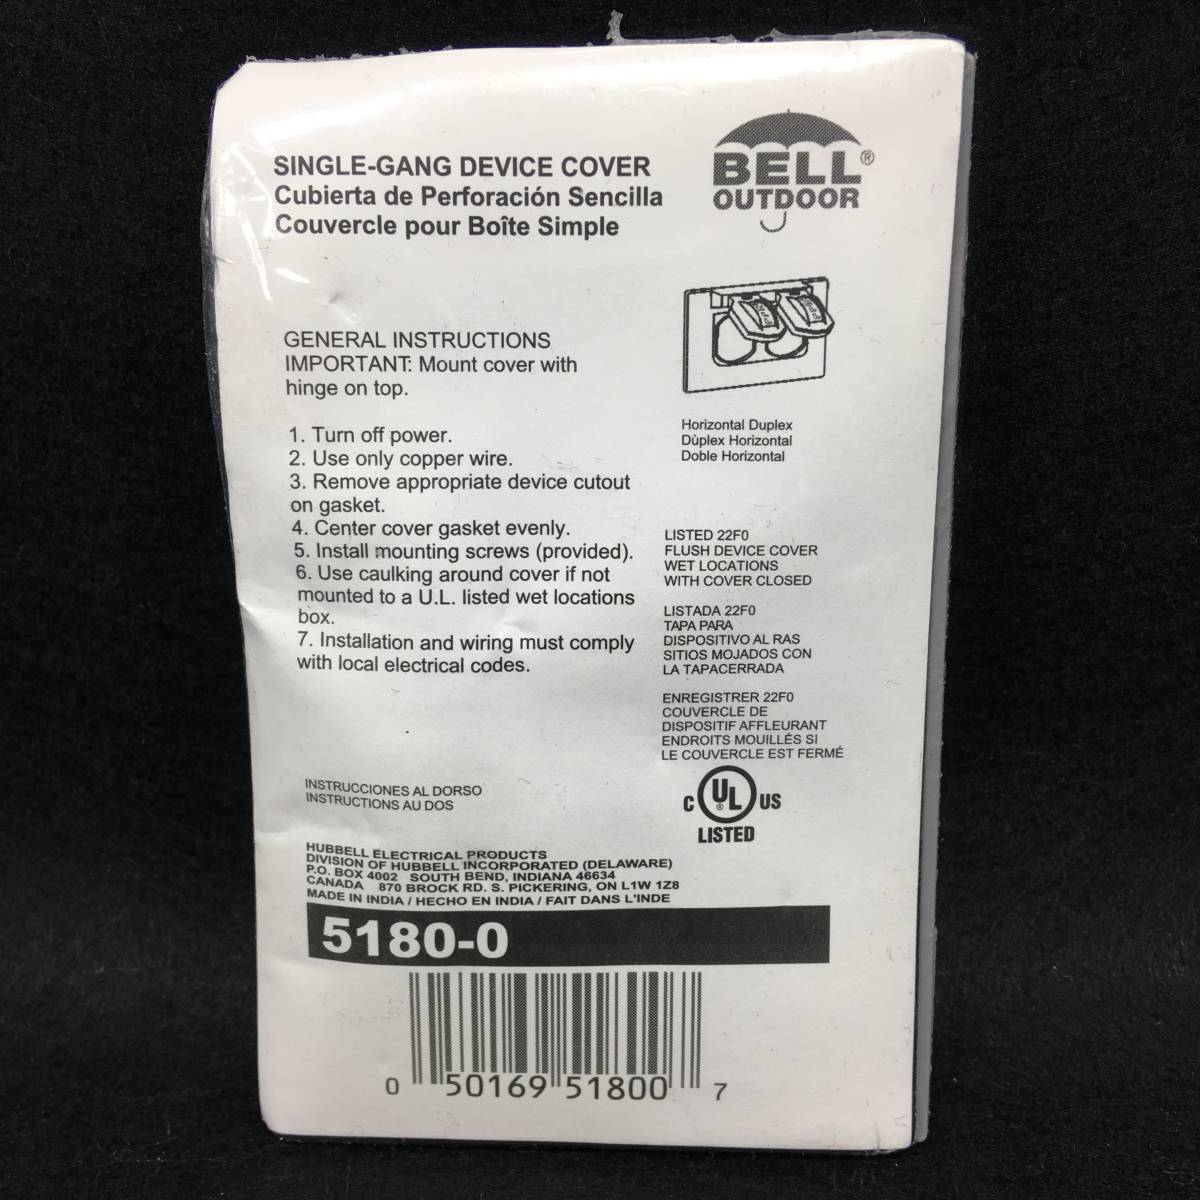 SINGLE-GANG DEVICE COVER
Cubierta de Perforación Sencilla
Couvercle pour Boîte Simple
BELL®
OUTDOOR
GENERAL INSTRUCTIONS
IMPORTANT: Mount cover with
hinge on top.
1. Turn off power.
2. Use only copper wire.
3. Remove appropriate device cutout
on gasket.
4. Center cover gasket evenly.
5. Install mounting screws (provided).
6. Use caulking around cover if not
mounted to a U.L. listed wet locations
box.
7. Installation and wiring must comply
with local electrical codes.
Horizontal Duplex
Dùplex Horizontal
Doble Horizontal
LISTED 22F0
FLUSH DEVICE COVER
WET LOCATIONS
WITH COVER CLOSED
LISTADA 22F0
TAPA PARA
DISPOSITIVO AL RAS
SITIOS MOJADOS CON
LA TAPACERRADA
ENREGISTRER 22F0
COUVERCLE DE
DISPOSITIF AFFLEURANT
ENDROITS MOUILLÉS SI
LE COUVERCLE EST FERMÉ
C UL® US
LISTED
INSTRUCCIONES AL DORSO
INSTRUCTIONS AU DOS
HUBBELL ELECTRICAL PRODUCTS
DIVISION OF HUBBELL INCORPORATED (DELAWARE)
P.O. BOX 4002 SOUTH BEND, INDIANA 46634
CANADA 870 BROCK RD. S. PICKERING, ON L1W 1Z8
MADE IN INDIA / HECHO EN INDIA / FAIT DANS L'INDE
5180-0
0 50169 51800 7